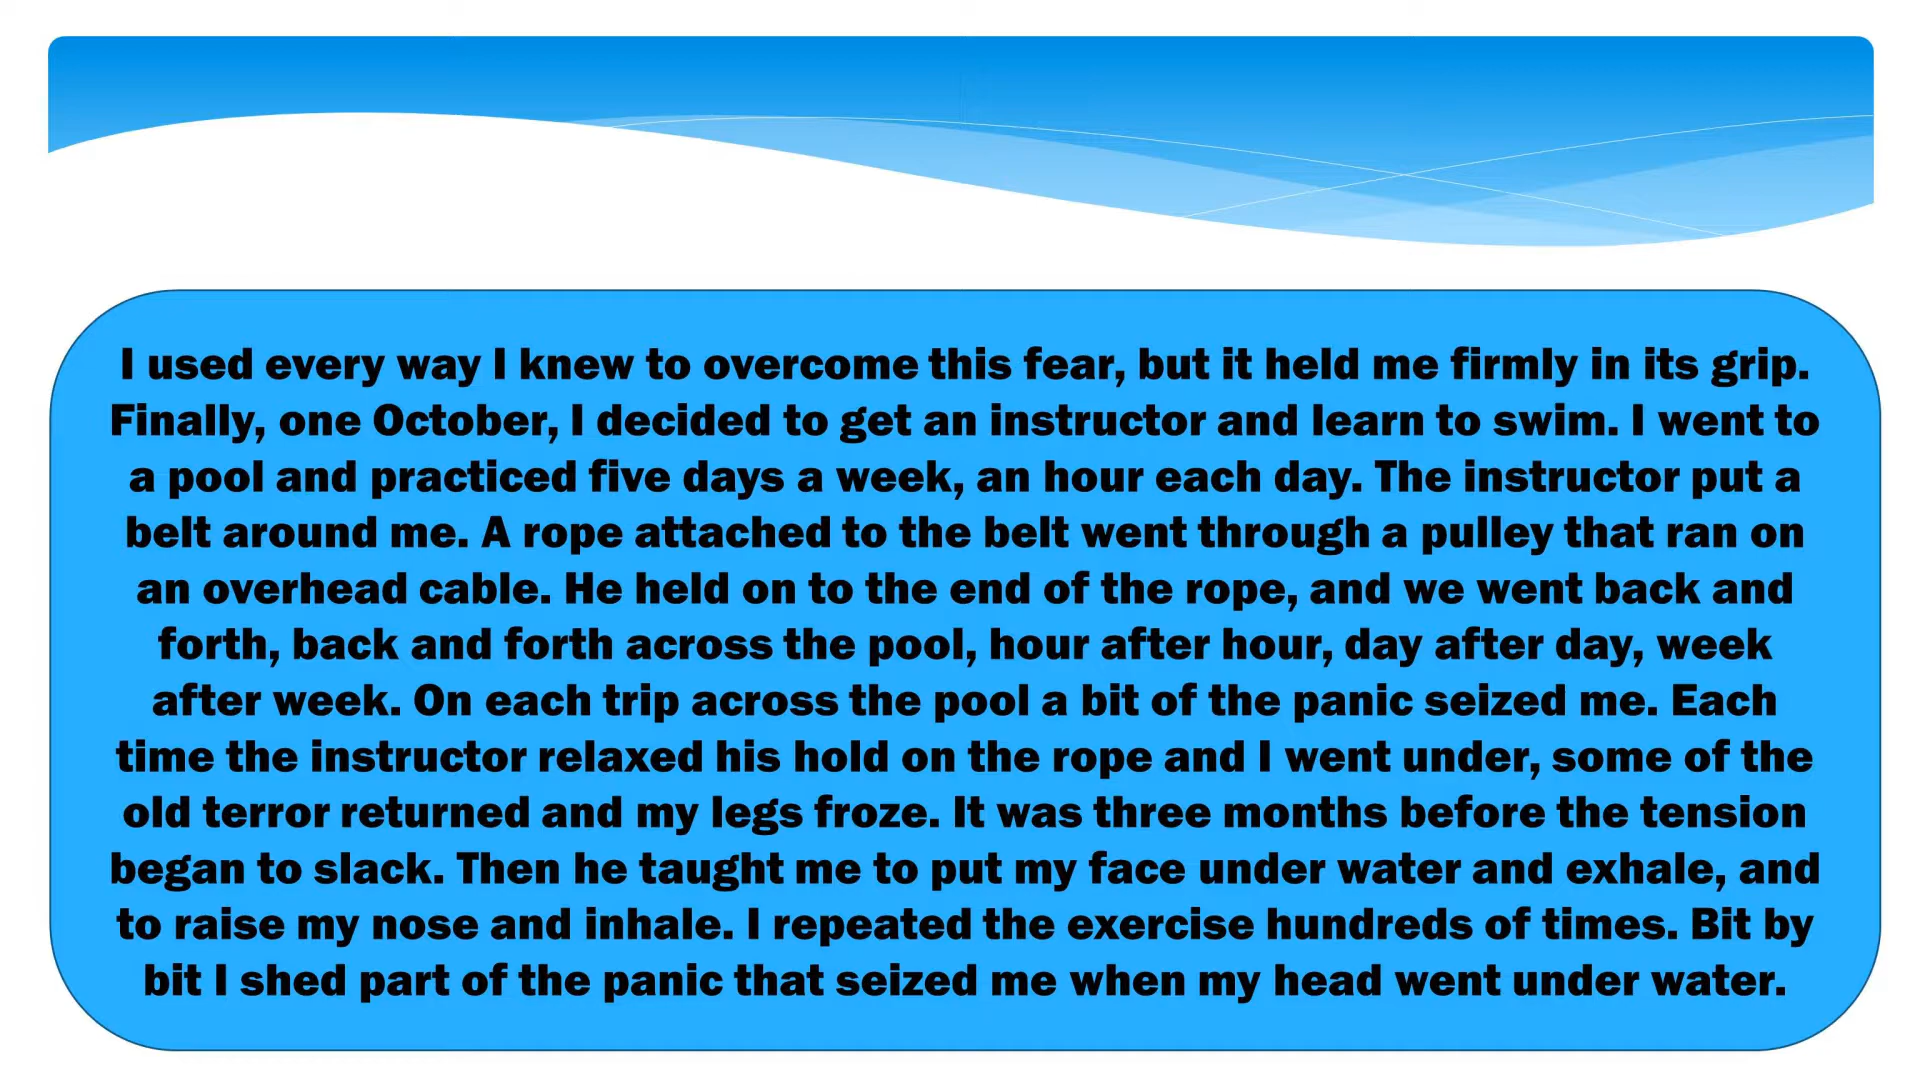 I used every way I knew to overcome this fear, but it held me firmly in its grip.
Finally, one October, I decided to get an instructor and learn to swim. I went to
a pool and practiced five days a week, an hour each day. The instructor put a
belt around me. A rope attached to the belt went through a pulley that ran on
an overhead cable. He held on to the end of the rope, and we went back and
forth, back and forth across the pool, hour after hour, day after day, week
after week. On each trip across the pool a bit of the panic seized me. Each
time the instructor relaxed his hold on the rope and I went under, some of the
old terror returned and my legs froze. It was three months before the tension
began to slack. Then he taught me to put my face under water and exhale, and
to raise my nose and inhale. I repeated the exercise hundreds of times. Bit by
bit I shed part of the panic that seized me when my head went under water.